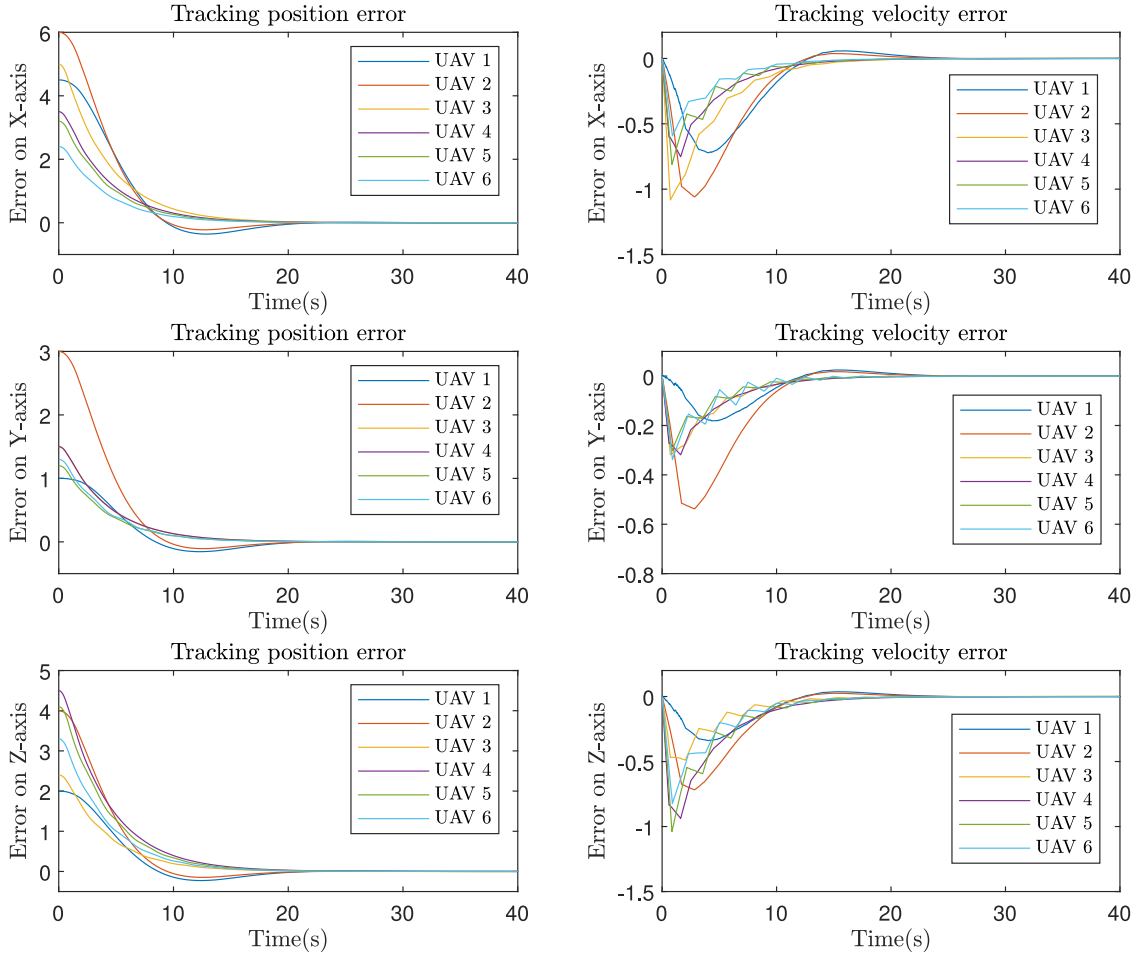 Tracking position error
Error on X-axis
6
4
2
0
0
10
20
30
40
Time(s)
UAV 1
UAV 2
UAV 3
UAV 4
UAV 5
UAV 6
Tracking velocity error
Error on X-axis
0
-0.5
-1
-1.5
0
10
20
30
40
Time(s)
UAV 1
UAV 2
UAV 3
UAV 4
UAV 5
UAV 6
Tracking position error
Error on Y-axis
3
2
1
0
0
10
20
30
40
Time(s)
UAV 1
UAV 2
UAV 3
UAV 4
UAV 5
UAV 6
Tracking velocity error
Error on Y-axis
0
-0.2
-0.4
-0.6
-0.8
0
10
20
30
40
Time(s)
UAV 1
UAV 2
UAV 3
UAV 4
UAV 5
UAV 6
Tracking position error
Error on Z-axis
5
4
3
2
1
0
0
10
20
30
40
Time(s)
UAV 1
UAV 2
UAV 3
UAV 4
UAV 5
UAV 6
Tracking velocity error
Error on Z-axis
0
-0.5
-1
-1.5
0
10
20
30
40
Time(s)
UAV 1
UAV 2
UAV 3
UAV 4
UAV 5
UAV 6